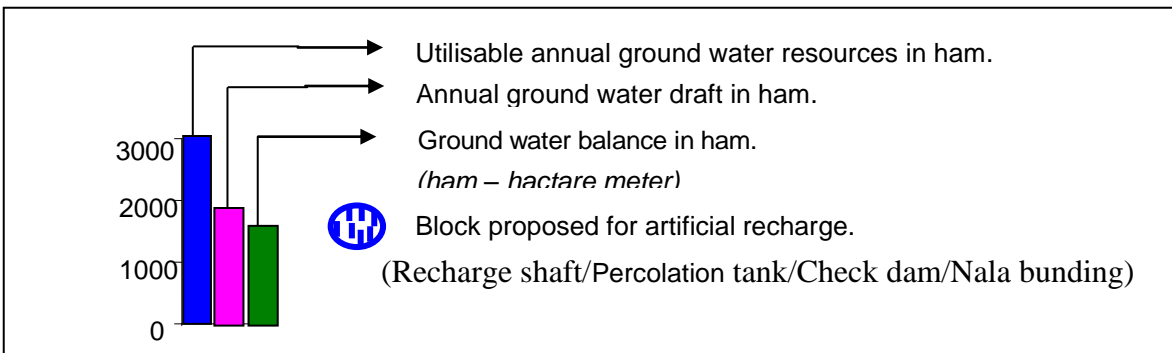 Utilisable annual ground water resources in ham.
Annual ground water draft in ham.
3000
Ground water balance in ham.
(ham – hactare meter)
2000
Block proposed for artificial recharge.
1000
(Recharge shaft/Percolation tank/Check dam/Nala bunding)
0